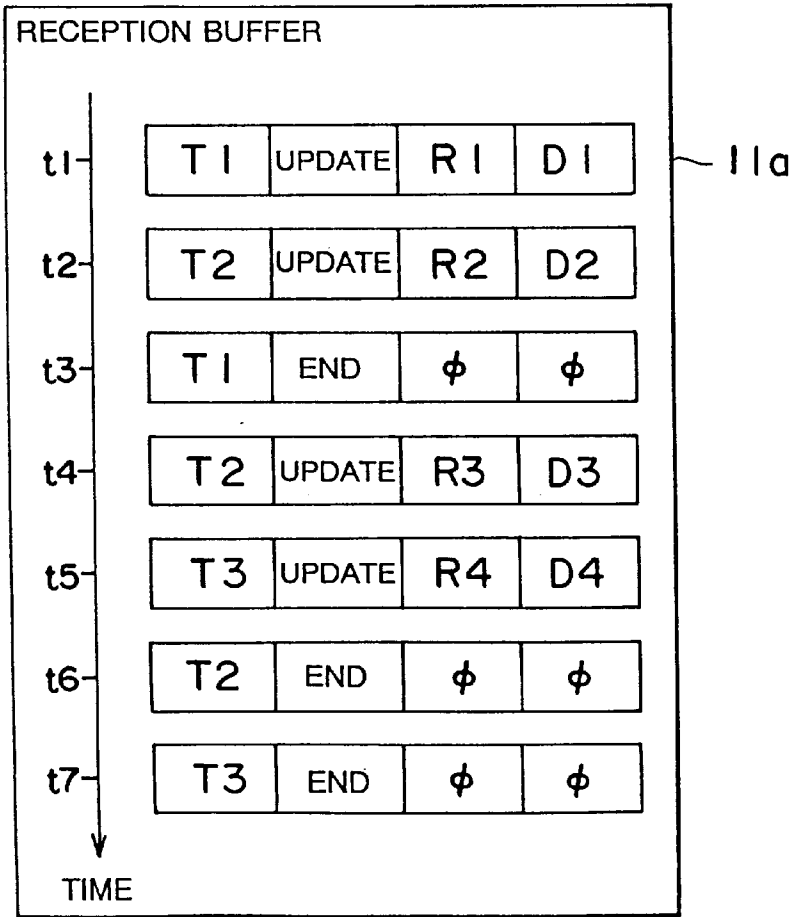 RECEPTION BUFFER
t1 T1 UPDATE R1 D1 11a
t2 T2 UPDATE R2 D2
t3 T1 END ϕ ϕ
t4 T2 UPDATE R3 D3
t5 T3 UPDATE R4 D4
t6 T2 END ϕ ϕ
t7 T3 END ϕ ϕ
TIME